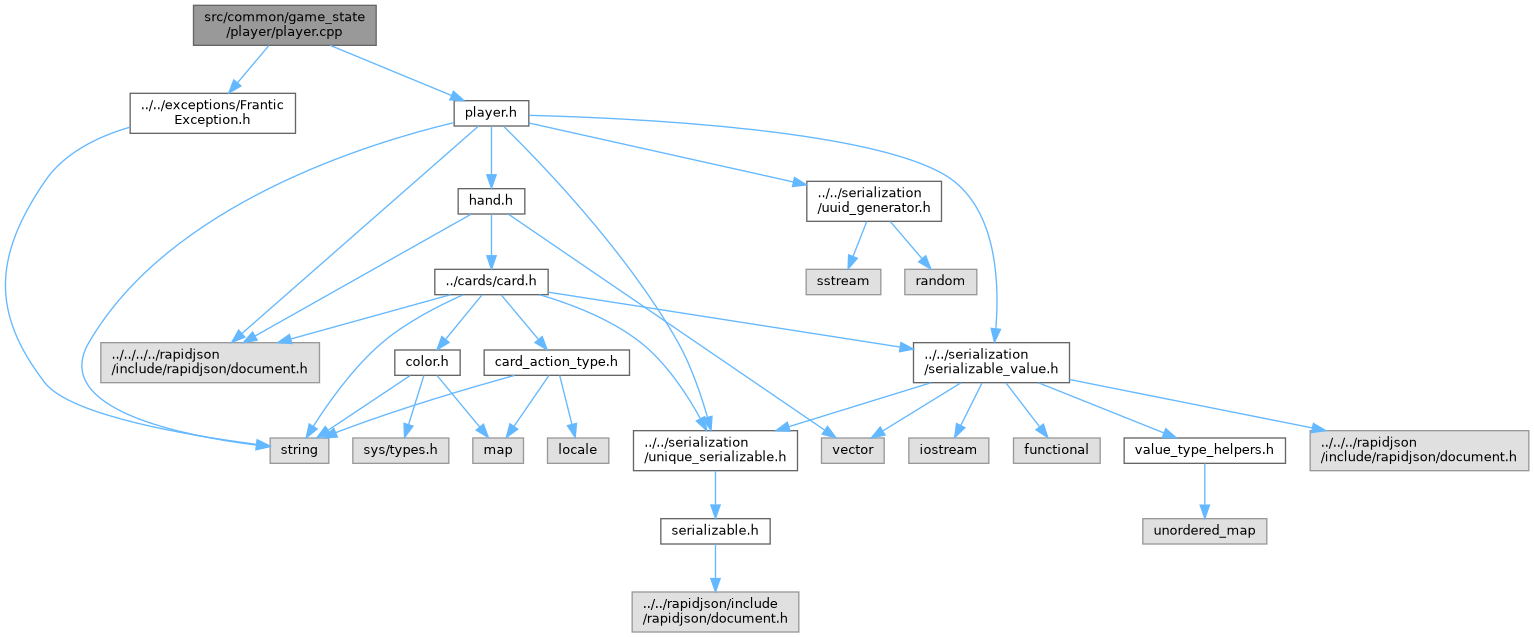 src/common/game_state
/player/player.cpp
../../exceptions/Frantic
Exception.h
player.h
hand.h
../../serialization
/uuid_generator.h
../cards/card.h
sstream
random
../../../../rapidjson
/include/rapidjson/document.h
color.h
card_action_type.h
../../serialization
/serializable_value.h
string
sys/types.h
map
locale
../../serialization
/unique_serializable.h
vector
iostream
functional
value_type_helpers.h
../../../rapidjson
/include/rapidjson/document.h
serializable.h
unordered_map
../../rapidjson/include
/rapidjson/document.h